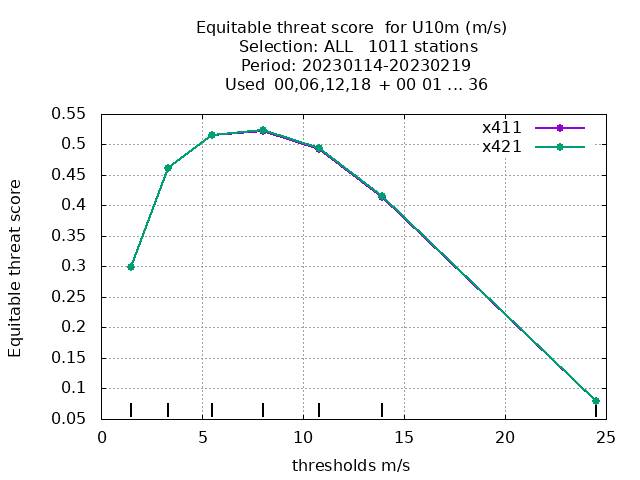 Equitable threat score for U10m (m/s)
Selection: ALL 1011 stations
Period: 20230114-20230219
Used 00,06,12,18 + 00 01 ... 36
x411
x421
0.55
0.5
0.45
0.4
0.35
0.3
0.25
0.2
0.15
0.1
0.05
Equitable threat score
0 5 10 15 20 25
thresholds m/s